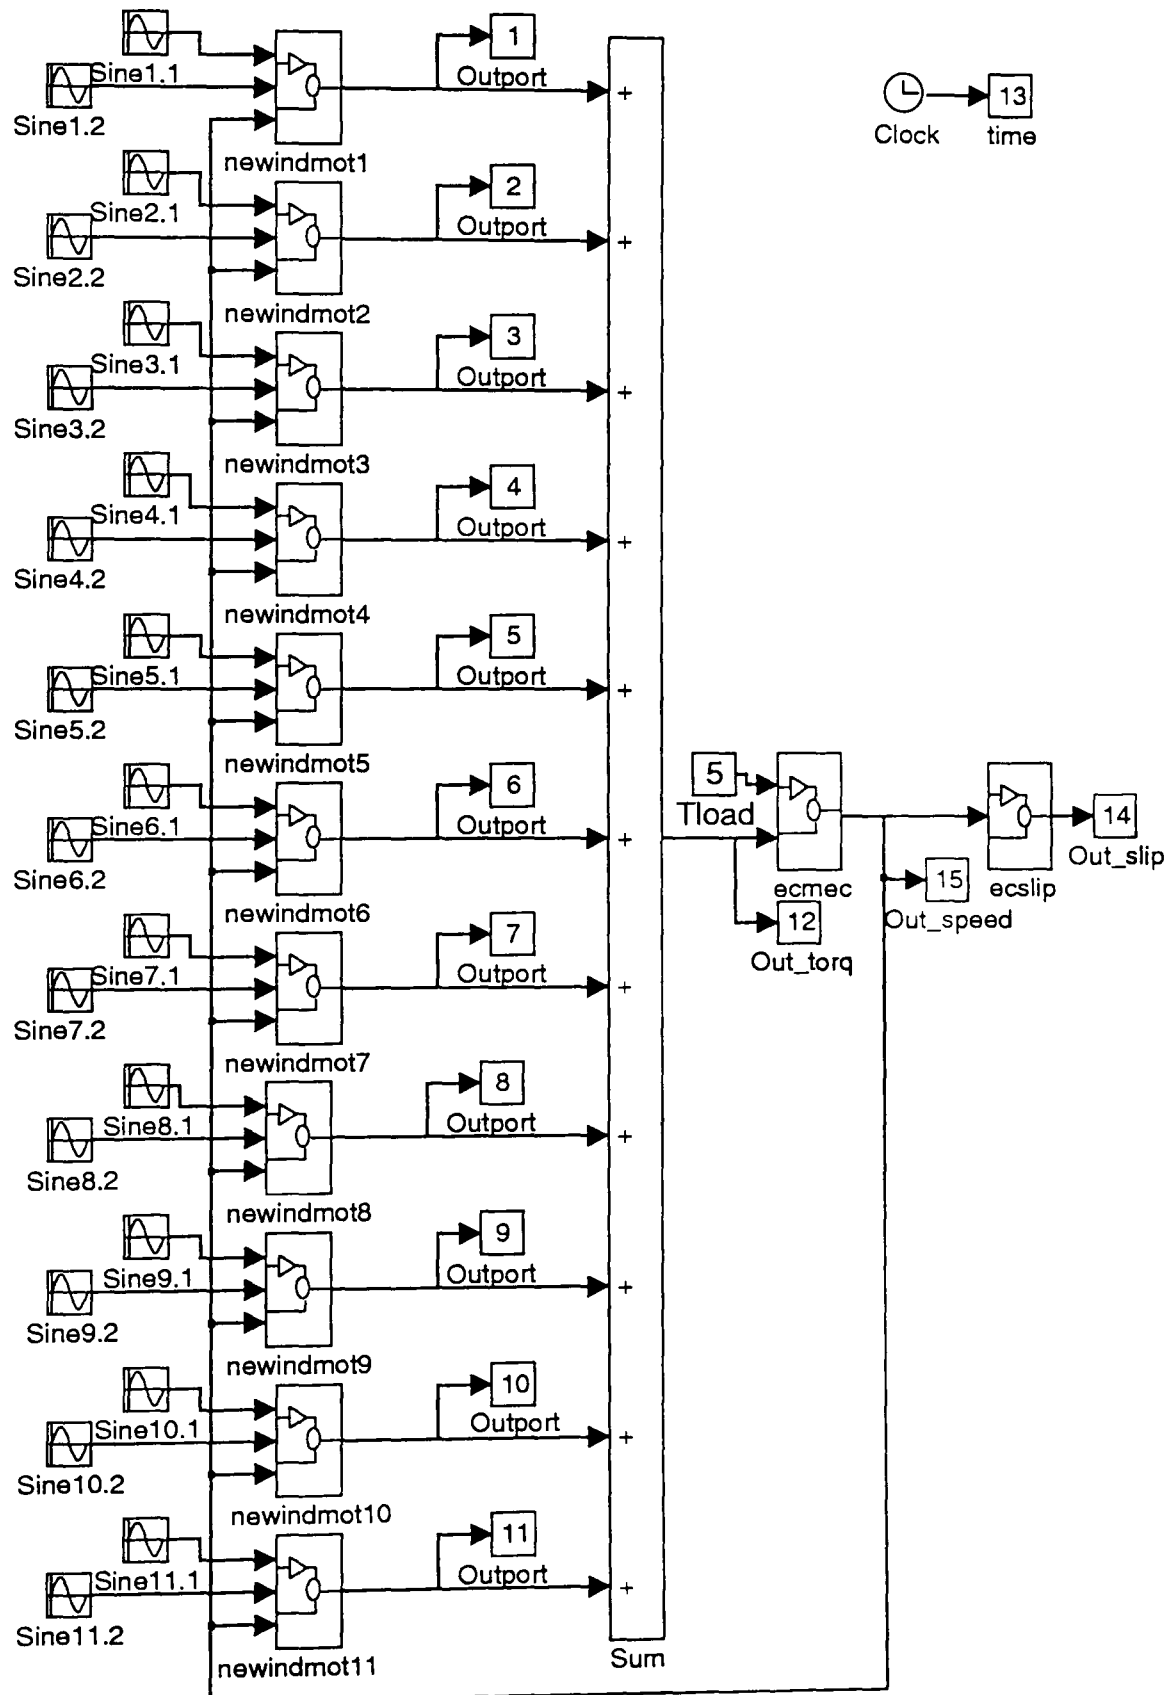 1
Sine1.1
Outport
+
Sine1.2
newindmot1
13
Clock
time
2
Sine2.1
Outport
+
Sine2.2
newindmot2
3
Sine3.1
Outport
+
Sine3.2
newindmot3
4
Sine4.1
Outport
+
Sine4.2
newindmot4
5
Sine5.1
Outport
+
Sine5.2
newindmot5
6
Sine6.1
Outport
+
Sine6.2
newindmot6
5
Tload
ecmec
12
Out_torq
15
Out_speed
ecslip
14
Out_slip
7
Sine7.1
Outport
+
Sine7.2
newindmot7
8
Sine8.1
Outport
+
Sine8.2
newindmot8
9
Sine9.1
Outport
+
Sine9.2
newindmot9
10
Sine10.1
Outport
+
Sine10.2
newindmot10
11
Sine11.1
Outport
+
Sine11.2
newindmot11
Sum